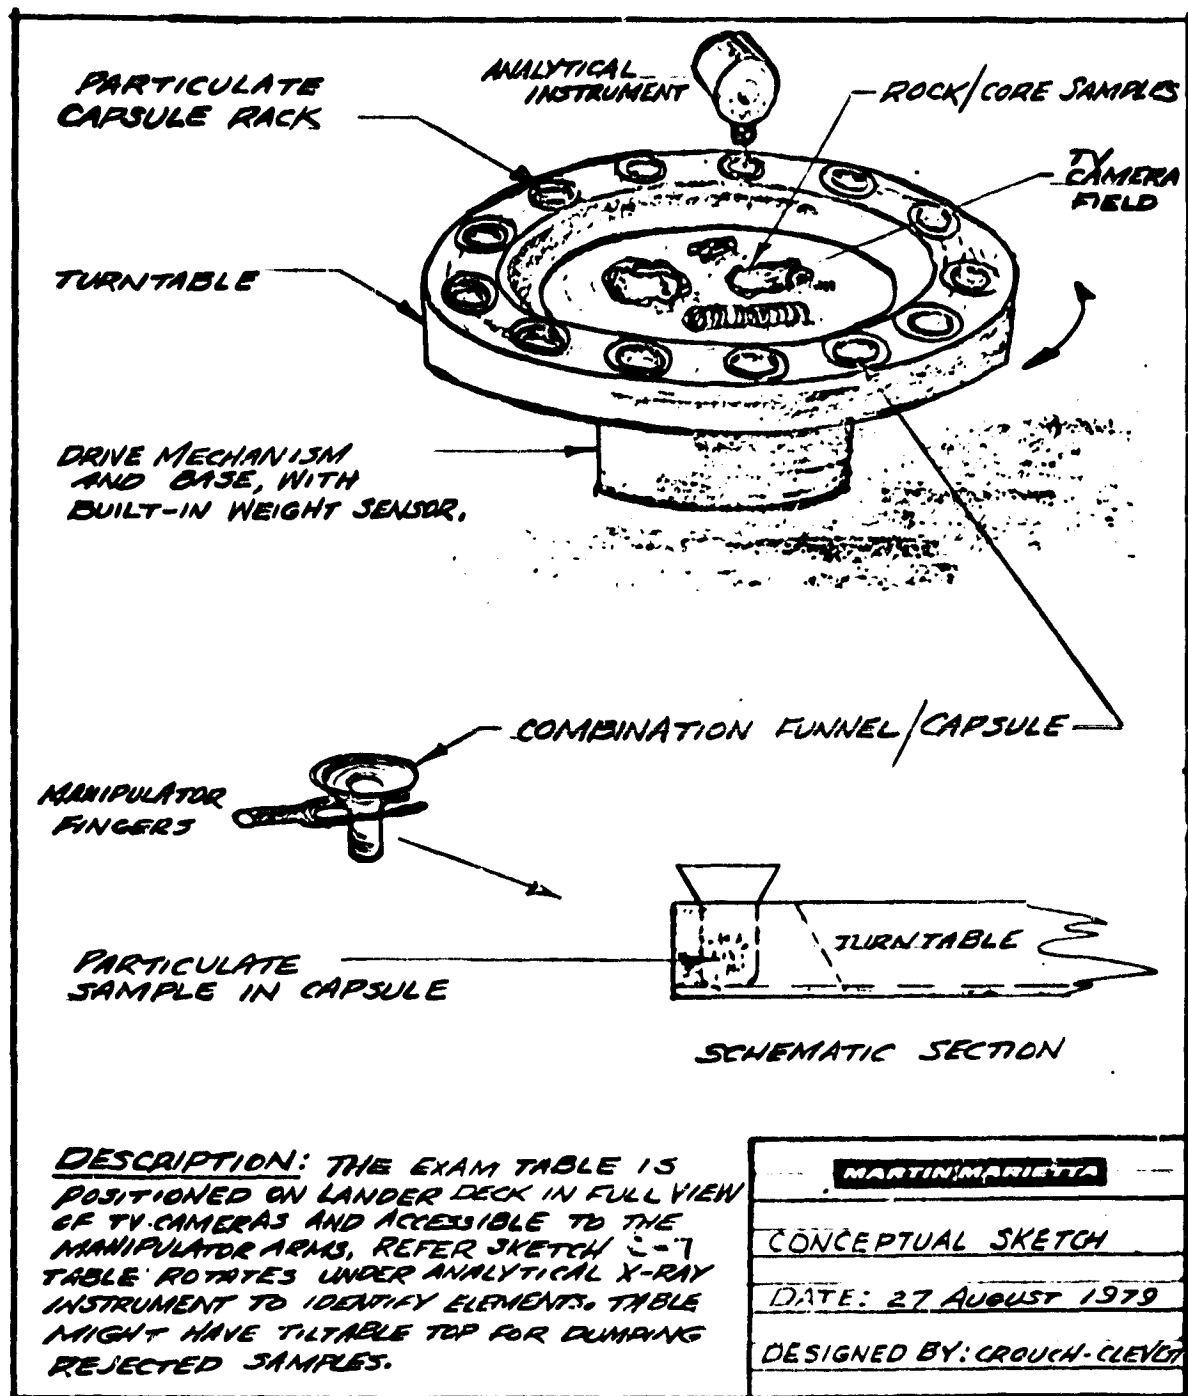 PARTICULATE
CAPSULE RACK
ANALYTICAL
INSTRUMENT
ROCK/CORE SAMPLES
TV
CAMERA
FIELD
TURNTABLE
DRIVE MECHANISM
AND BASE, WITH
BUILT-IN WEIGHT SENSOR.
COMBINATION FUNNEL/CAPSULE
MANIPULATOR
FINGERS
PARTICULATE
SAMPLE IN CAPSULE
TURNTABLE
SCHEMATIC SECTION
DESCRIPTION: THE EXAM TABLE IS
POSITIONED ON LANDER DECK IN FULL VIEW
OF TV CAMERAS AND ACCESSIBLE TO THE
MANIPULATOR ARMS. REFER SKETCH
TABLE ROTATES UNDER ANALYTICAL X-RAY
INSTRUMENT TO IDENTIFY ELEMENTS. TABLE
MIGHT HAVE TILTABLE TOP FOR DUMPING
REJECTED SAMPLES.
MARTIN MARIETTA
CONCEPTUAL SKETCH
DATE: 27 AUGUST 1979
DESIGNED BY: CROUCH-